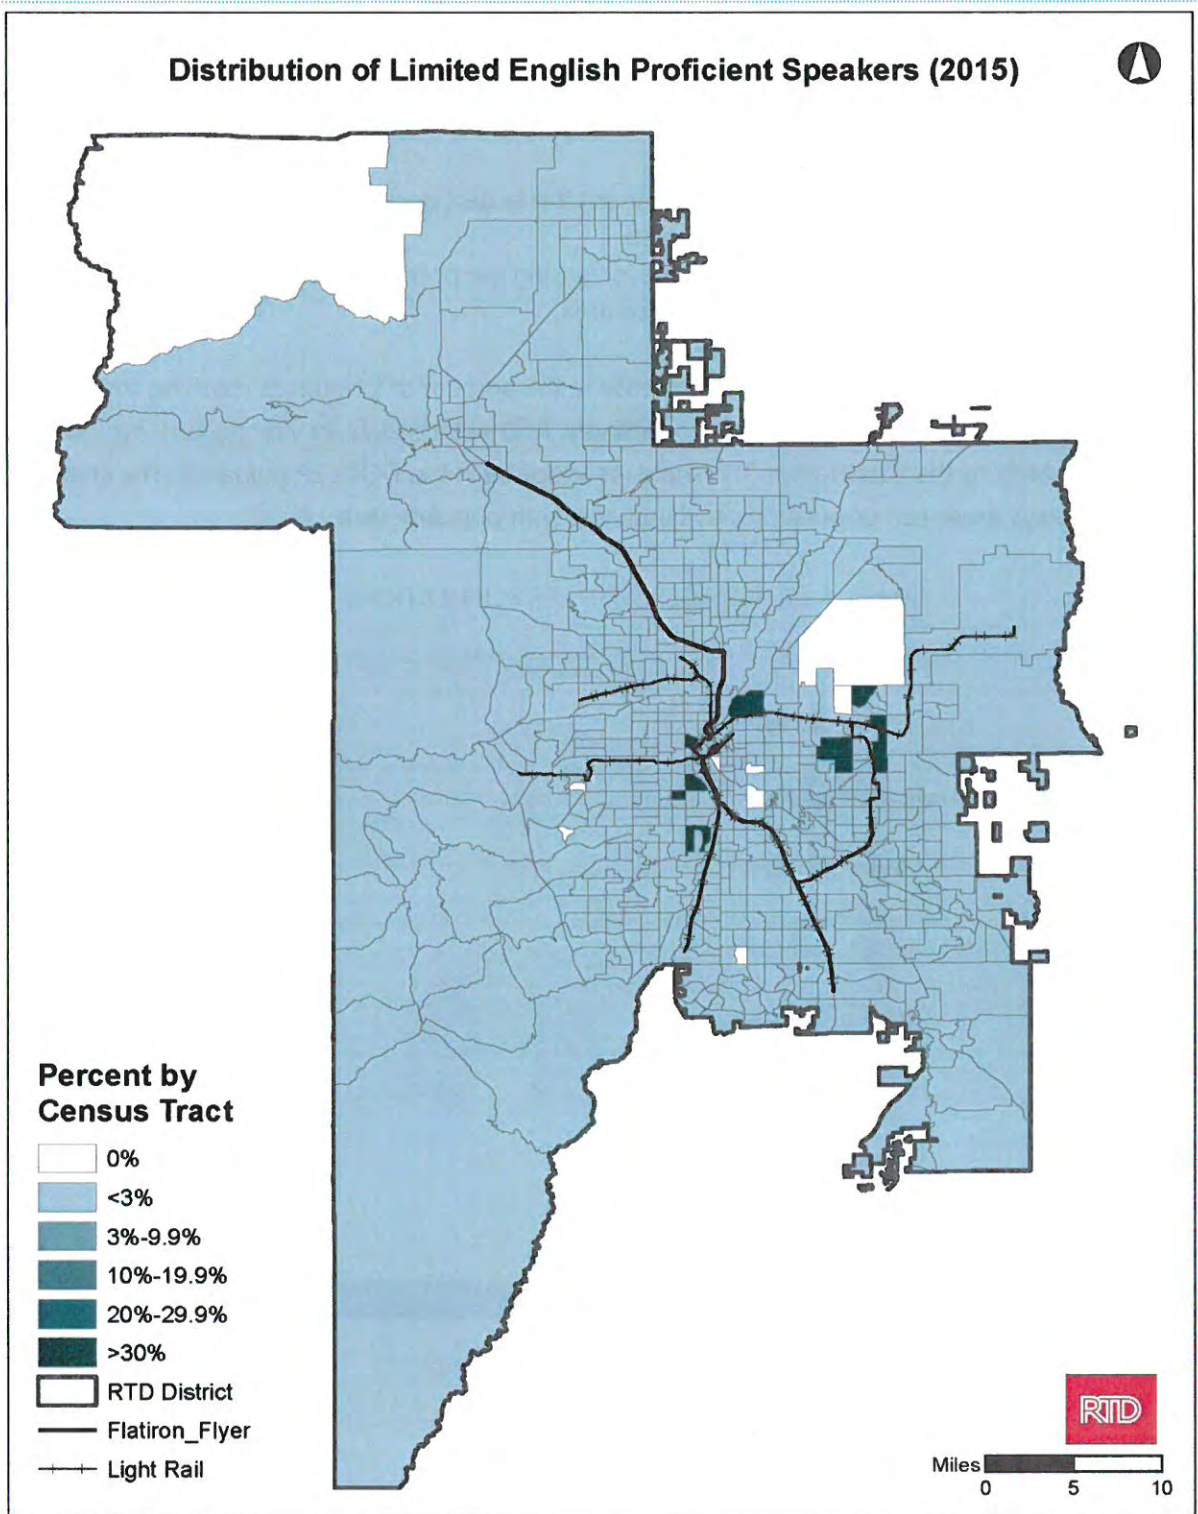 Distribution of Limited English Proficient Speakers (2015)
Percent by
Census Tract
0%
<3%
3%-9.9%
10%-19.9%
20%-29.9%
>30%
RTD District
Flatiron_Flyer
Light Rail
RTD
Miles
0 5 10